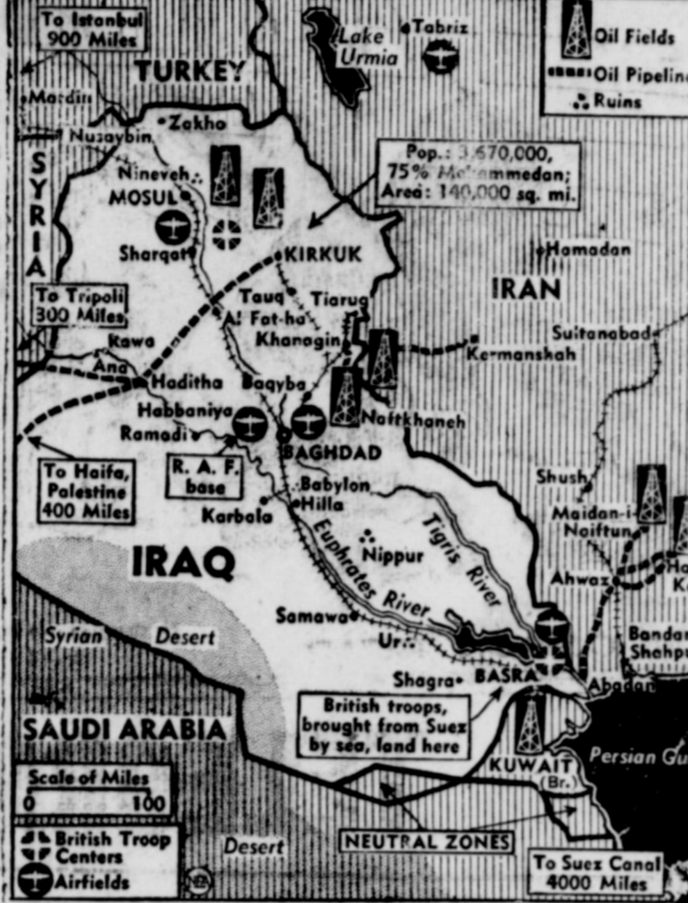 To Istanbul
900 Miles
Lake
Urmia
Tabriz
Oil Fields
Oil Pipeline
Ruins
TURKEY
Mardin
Zakho
Nusaybin
Pop.: 3,670,000,
75% Mohammedan;
Area: 140,000 sq. mi.
SYRIA
Nineveh
MOSUL
Sharqat
KIRKUK
Hamadan
IRAN
To Tripoli
300 Miles
Tauq
Tiaruq
Al Fat-ha
Khanagin
Sultanabad
Kawa
Ana
Kermanshah
Haditha
Baqyba
Habbaniya
Naftkhaneh
Ramadi
BAGHDAD
To Haifa,
Palestine
400 Miles
R. A. F.
base
Babylon
Hilla
Karbala
Shush
Maidan-i-
Naiftun
IRAQ
Euphrates River
Nippur
Tigris River
Ahwaz
Ha
K
Samawa
Ur
Bandar
Shahpu
Syrian Desert
Shagra
BASRA
Abadan
British troops,
brought from Suez
by sea, land here
SAUDI ARABIA
Persian Gu
KUWAIT
(Br.)
Scale of Miles
0 100
British Troop
Centers
Airfields
NEA
Desert
NEUTRAL ZONES
To Suez Canal
4000 Miles